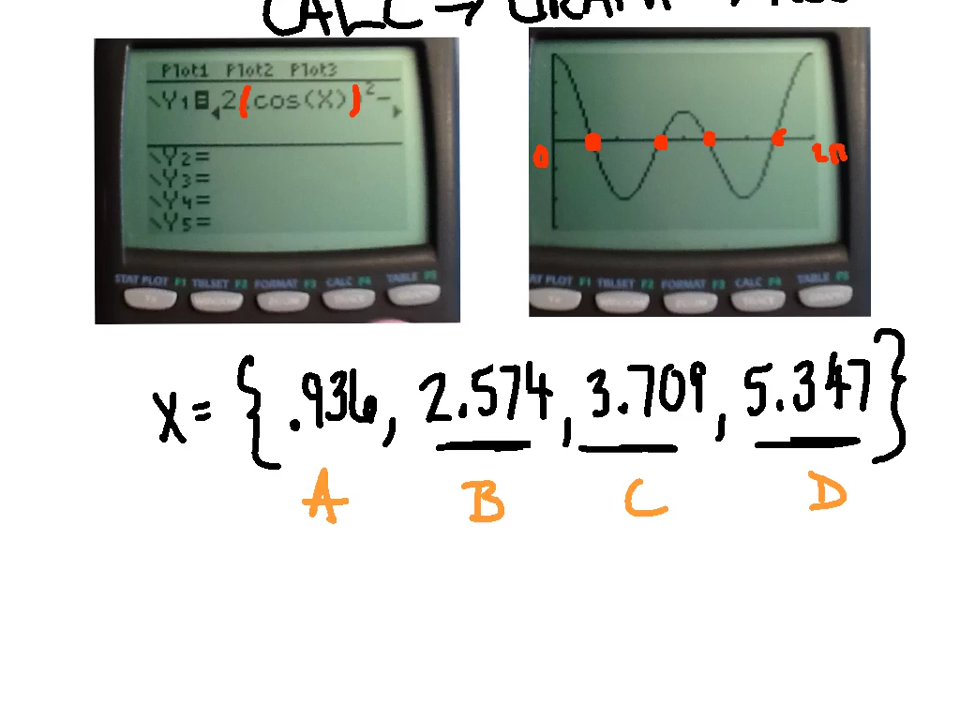 CALC → GRAPH →
Plot1 Plot2 Plot3
\Y1=◂2(cos(X))²-▸
\Y2=
\Y3=
\Y4=
\Y5=
STAT PLOT F1 TBLSET F2 FORMAT F3 CALC F4 TABLE F5
0 2π
STAT PLOT F1 TBLSET F2 FORMAT F3 CALC F4 TABLE F5
X = { .936, 2.574, 3.709, 5.347 }
A B C D